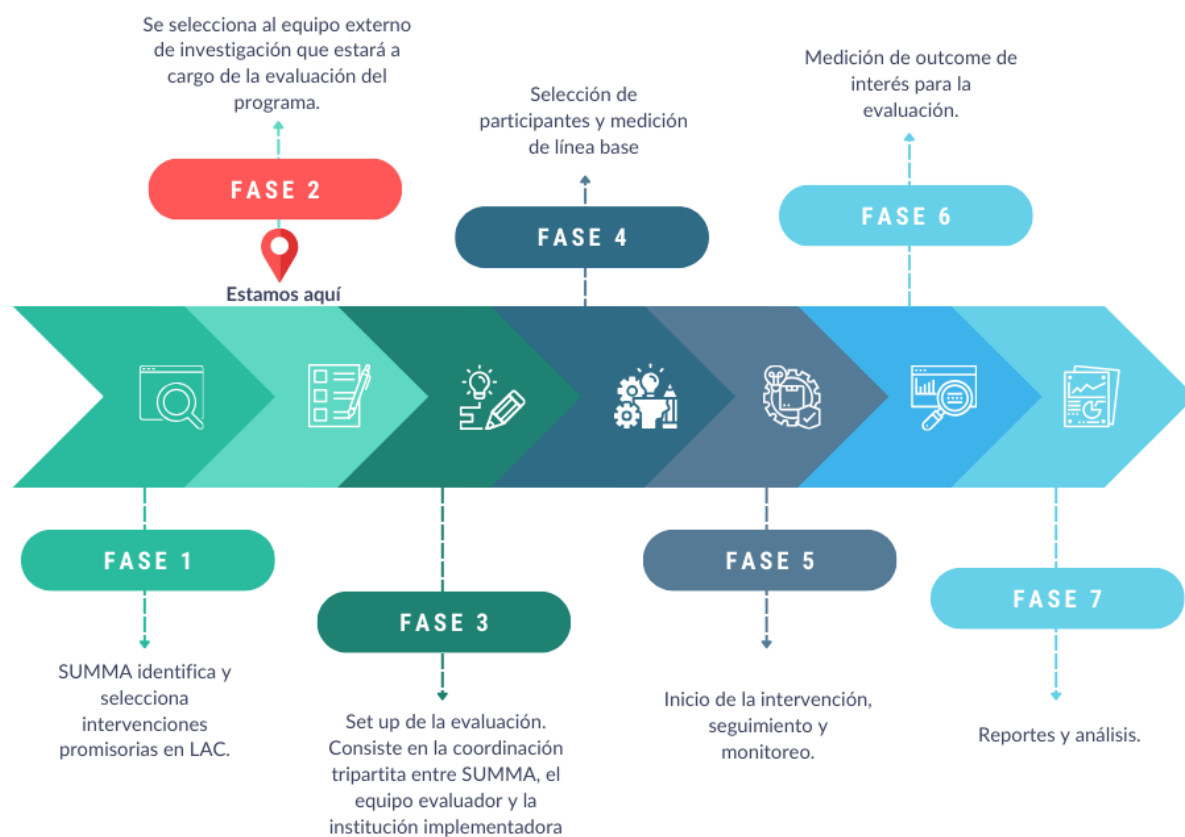 Se selecciona al equipo externo
de investigación que estará a
cargo de la evaluación del
programa.
FASE 2
Estamos aquí
Selección de
participantes y medición
de línea base
FASE 4
Medición de outcome de
interés para la
evaluación.
FASE 6
FASE 1
SUMMA identifica y
selecciona
intervenciones
promisorias en LAC.
FASE 3
Set up de la evaluación.
Consiste en la coordinación
tripartita entre SUMMA, el
equipo evaluador y la
institución implementadora
FASE 5
Inicio de la intervención,
seguimiento y
monitoreo.
FASE 7
Reportes y análisis.